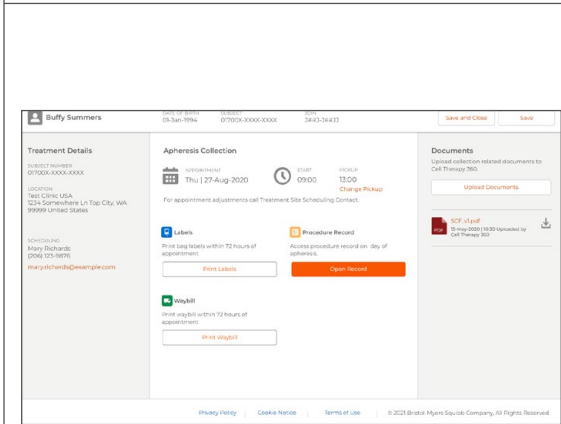 Buffy Summers
DATE OF BIRTH
01-Jan-1994
SUBJECT
01700X-XXXX-XXXX
Save and Close
Save
Treatment Details
SUBJECT NUMBER
01700X-XXXX-XXXX
LOCATION
Test Clinic USA
1234 Somewhere Ln Top City, WA
99999 United States
SCHEDULING
Mary Richards
(206) 123-9876
mary.richards@example.com
Apheresis Collection
APPOINTMENT
Thu | 27-Aug-2020
START
09:00
PICKUP
13:00
Change Pickup
For appointment adjustments call Treatment Site Scheduling Contact.
Labels
Print bag labels within 72 hours of
appointment.
Print Labels
Procedure Record
Access procedure record on day of
apheresis.
Open Record
Waybill
Print waybill within 72 hours of
appointment.
Print Waybill
Documents
Upload collection related documents to
Cell Therapy 360.
Upload Documents
PDF
SCF_v1.pdf
Uploaded by
Cell Therapy 360
Privacy Policy
Cookie Notice
Terms of Use
© 2021 Bristol Myers Squibb Company, All Rights Reserved